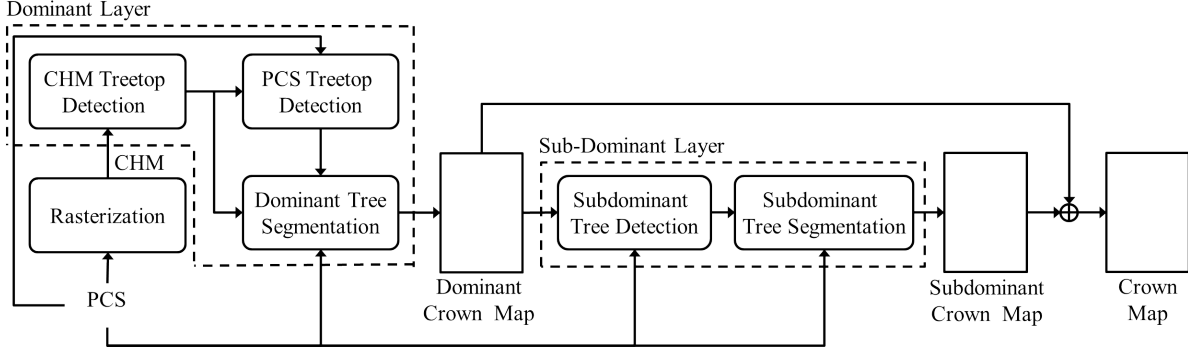 Dominant Layer
CHM Treetop
Detection
PCS Treetop
Detection
CHM
Rasterization
Dominant Tree
Segmentation
PCS
Dominant
Crown Map
Sub-Dominant Layer
Subdominant
Tree Detection
Subdominant
Tree Segmentation
Subdominant
Crown Map
Crown
Map